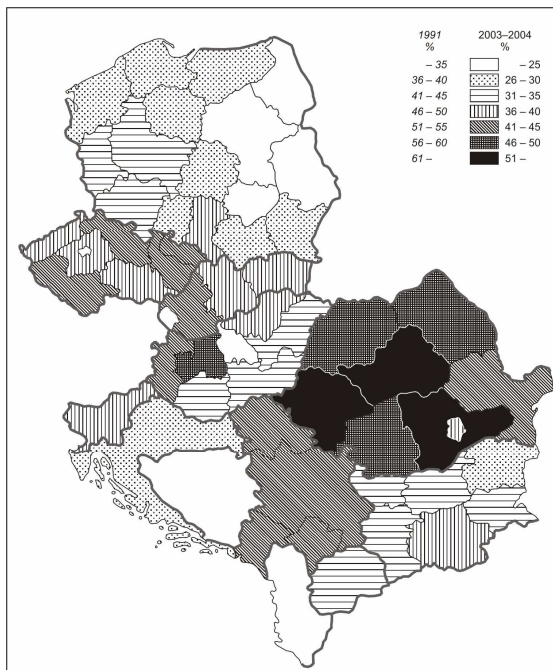 1991 2003–2004
% %
– 35 – 25
36 – 40 26 – 30
41 – 45 31 – 35
46 – 50 36 – 40
51 – 55 41 – 45
56 – 60 46 – 50
61 – 51 –